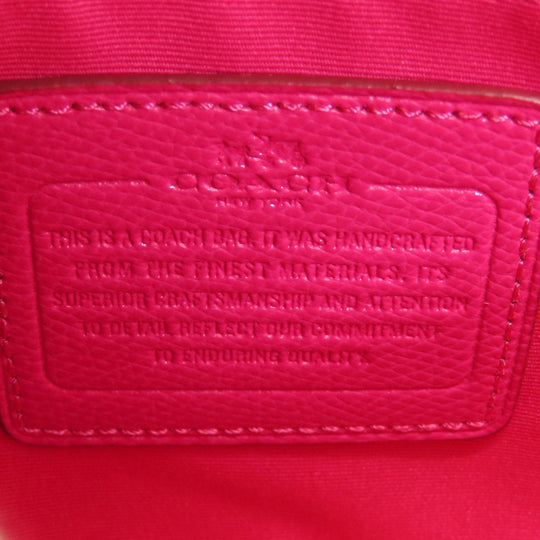 COACH
NEW YORK
THIS IS A COACH BAG. IT WAS HANDCRAFTED
FROM THE FINEST MATERIALS. ITS
SUPERIOR CRAFTSMANSHIP AND ATTENTION
TO DETAIL REFLECT OUR COMMITMENT
TO ENDURING QUALITY.